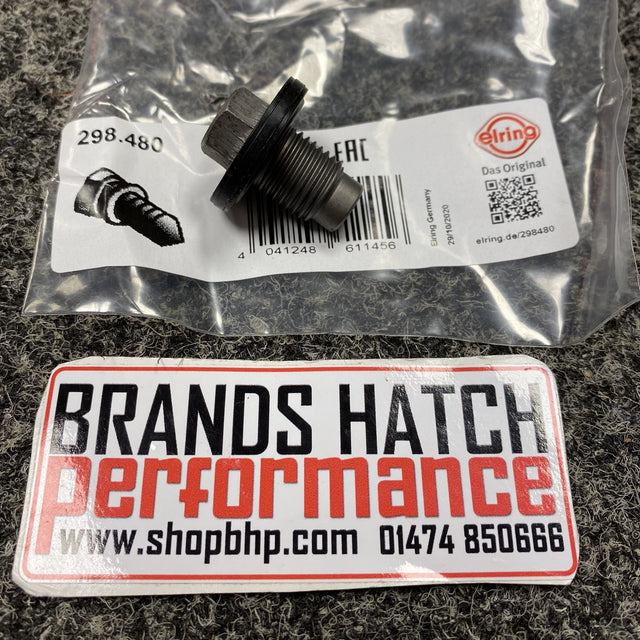 298.480
EAC
elring
Das Original
elring.de/298480
Elring Germany
29/10/2020
4 041248 611456
BRANDS HATCH
performance
www.shopbhp.com 01474 850666